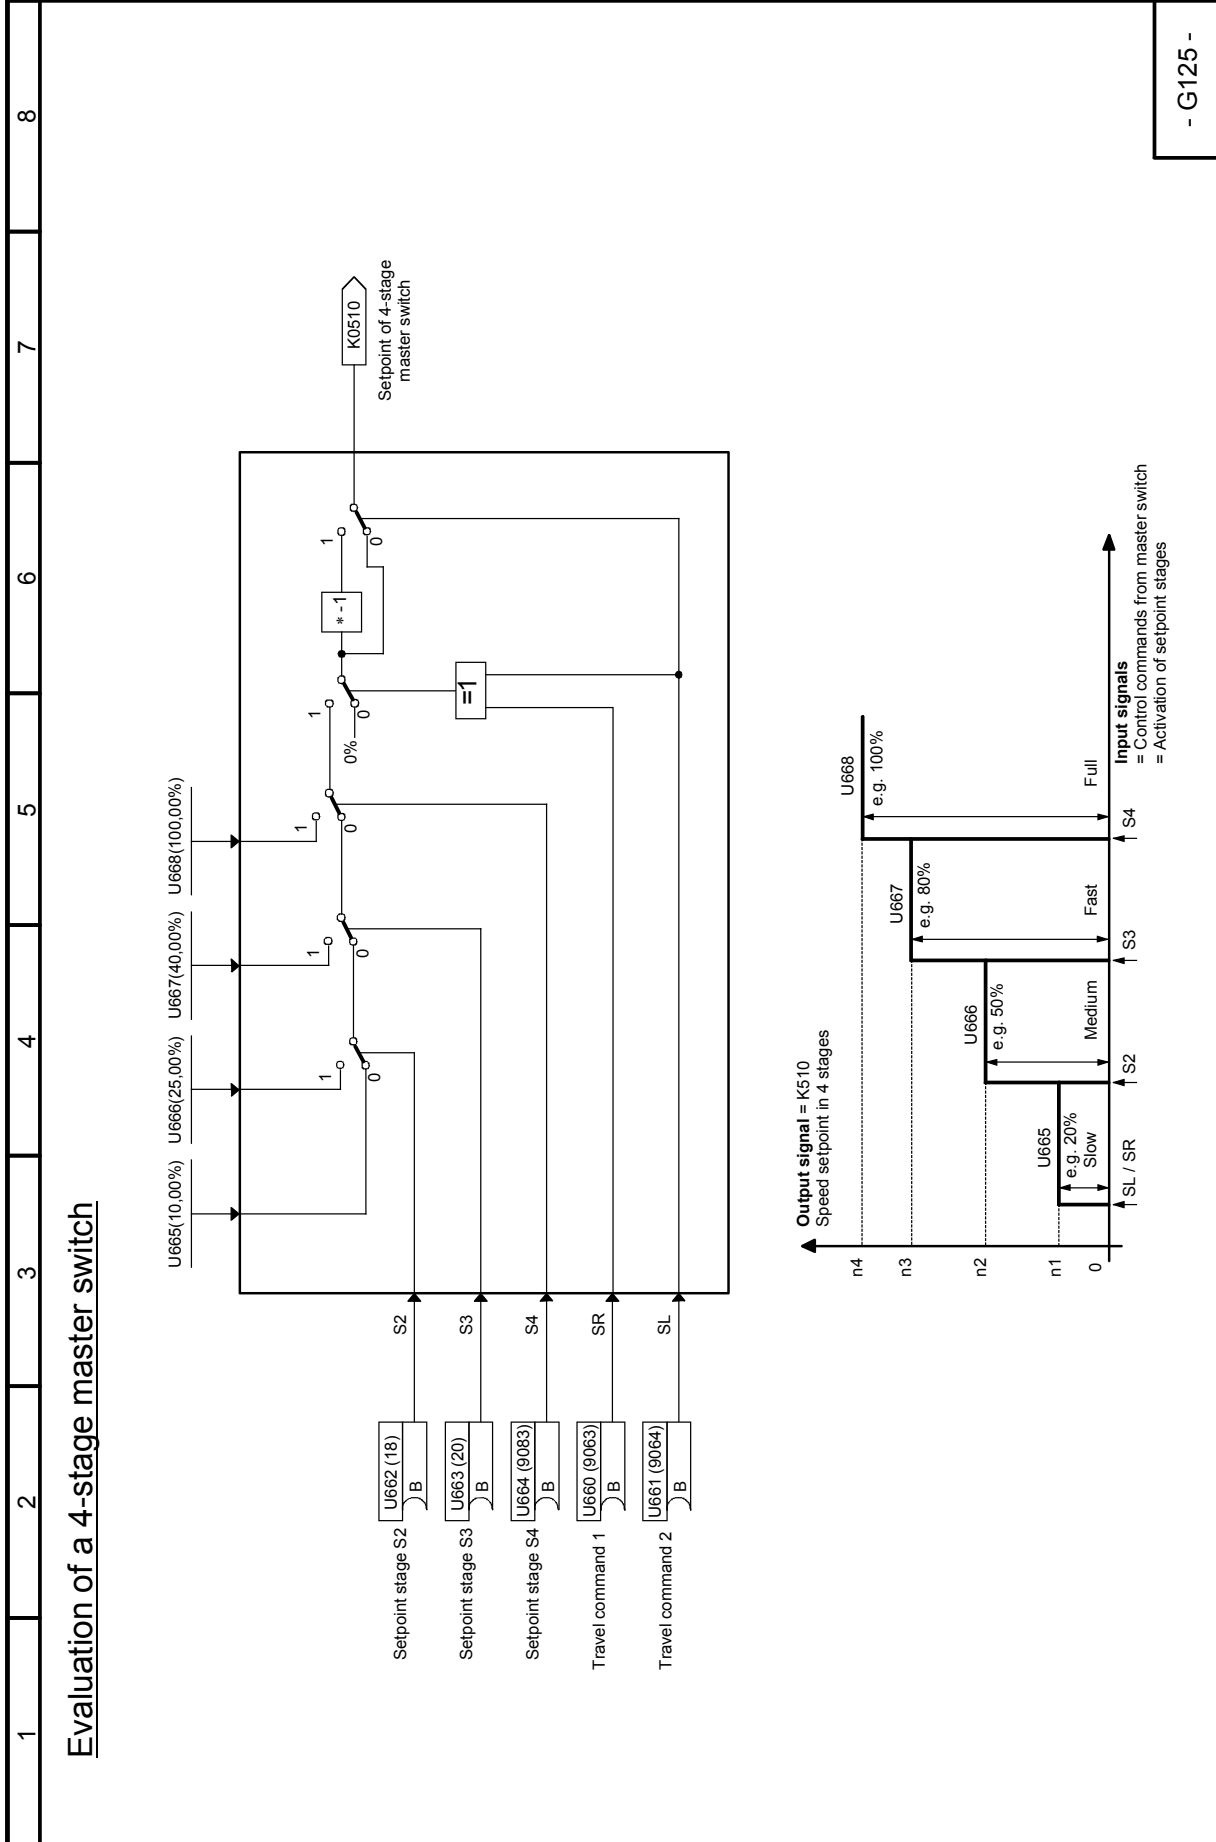 1 2 3 4 5 6 7 8
Evaluation of a 4-stage master switch
U665(10,00%)
U666(25,00%)
U667(40,00%)
U668(100,00%)
1
0
1
0
1
0
1
0%
0
* -1
1
0
K0510
Setpoint of 4-stage
master switch
=1
Setpoint stage S2
U662 (18)
B
S2
Setpoint stage S3
U663 (20)
B
S3
Setpoint stage S4
U664 (9083)
B
S4
Travel command 1
U660 (9063)
B
SR
Travel command 2
U661 (9064)
B
SL
Output signal = K510
Speed setpoint in 4 stages
n4
n3
n2
n1
0
U668
e.g. 100%
Full
U667
e.g. 80%
Fast
U666
e.g. 50%
Medium
U665
e.g. 20%
Slow
SL / SR
S2
S3
S4
Input signals
= Control commands from master switch
= Activation of setpoint stages
- G125 -